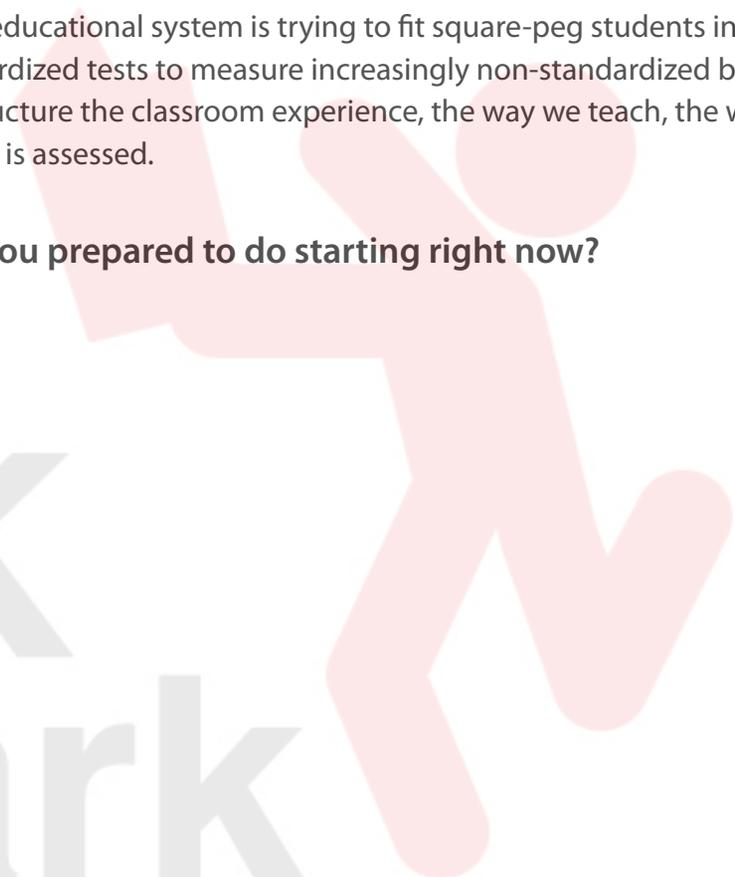 educational system is trying to fit square-peg students in
rdized tests to measure increasingly non-standardized b
ucture the classroom experience, the way we teach, the w
is assessed.
ou prepared to do starting right now?
k
ark